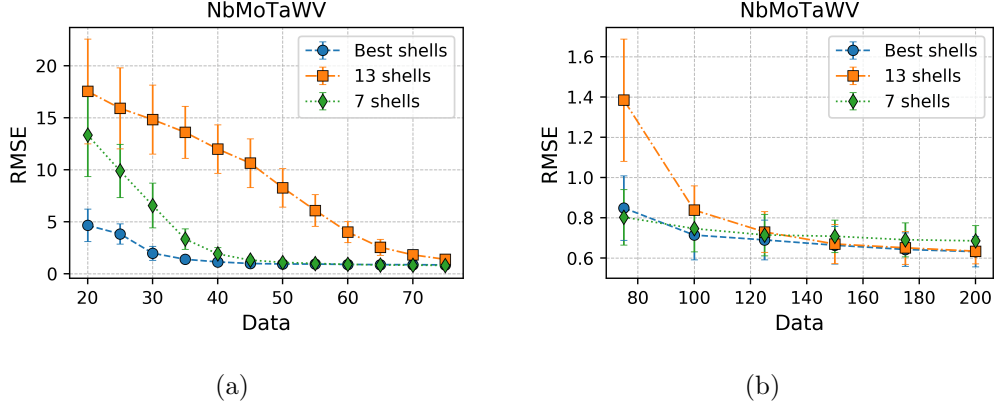 NbMoTaWV
RMSE
20
15
10
5
0
Best shells
13 shells
7 shells
20
30
40
50
60
70
Data
(a)
NbMoTaWV
RMSE
1.6
1.4
1.2
1.0
0.8
0.6
Best shells
13 shells
7 shells
80
100
120
140
160
180
200
Data
(b)